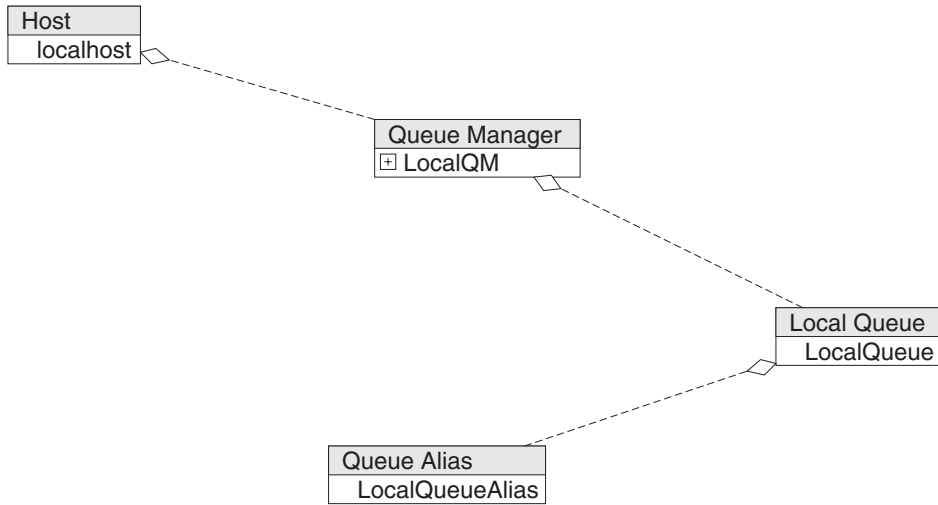 Host
localhost
Queue Manager
LocalQM
Local Queue
LocalQueue
Queue Alias
LocalQueueAlias